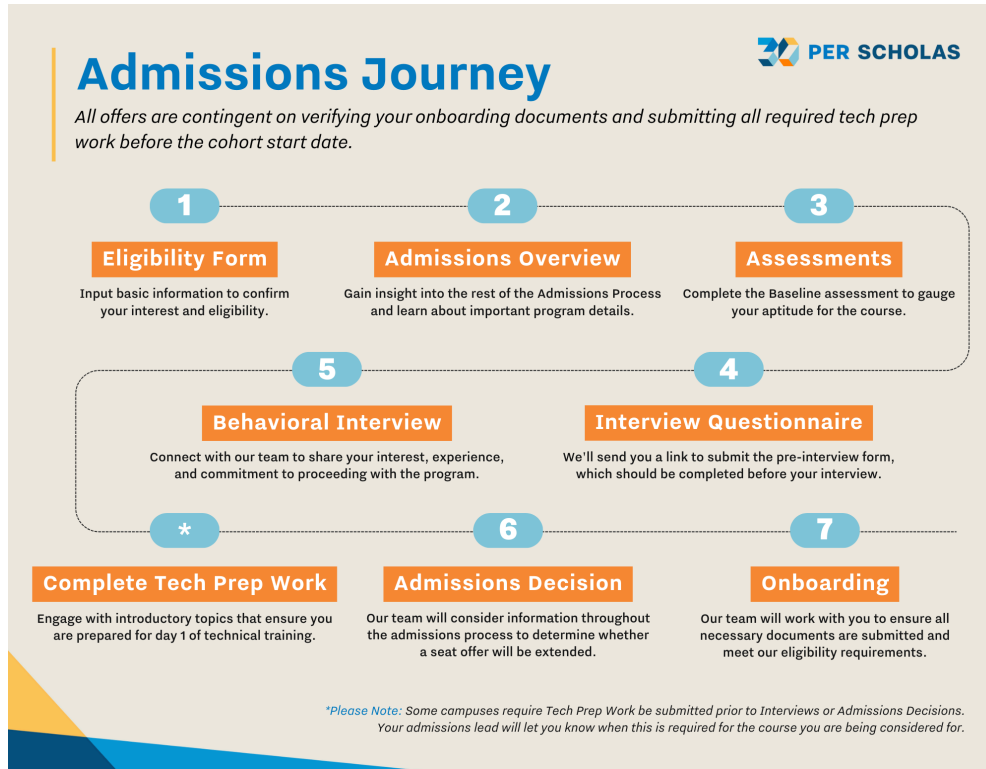 Admissions Journey
30 PER SCHOLAS
All offers are contingent on verifying your onboarding documents and submitting all required tech prep
work before the cohort start date.
1
Eligibility Form
Input basic information to confirm
your interest and eligibility.
2
Admissions Overview
Gain insight into the rest of the Admissions Process
and learn about important program details.
3
Assessments
Complete the Baseline assessment to gauge
your aptitude for the course.
4
Interview Questionnaire
We'll send you a link to submit the pre-interview form,
which should be completed before your interview.
5
Behavioral Interview
Connect with our team to share your interest, experience,
and commitment to proceeding with the program.
*
Complete Tech Prep Work
Engage with introductory topics that ensure you
are prepared for day 1 of technical training.
6
Admissions Decision
Our team will consider information throughout
the admissions process to determine whether
a seat offer will be extended.
7
Onboarding
Our team will work with you to ensure all
necessary documents are submitted and
meet our eligibility requirements.
*Please Note: Some campuses require Tech Prep Work be submitted prior to Interviews or Admissions Decisions.
Your admissions lead will let you know when this is required for the course you are being considered for.